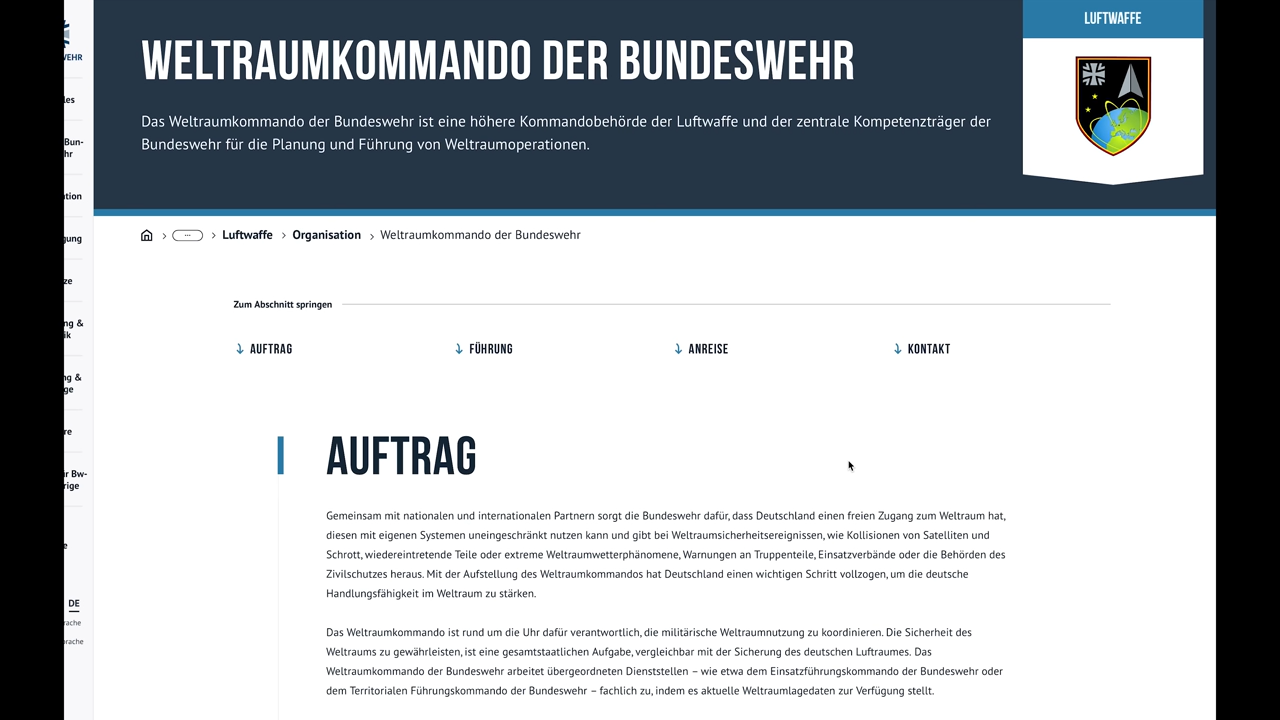 LUFTWAFFE
WELTRAUMKOMMANDO DER BUNDESWEHR
Das Weltraumkommando der Bundeswehr ist eine höhere Kommandobehörde der Luftwaffe und der zentrale Kompetenzträger der
Bundeswehr für die Planung und Führung von Weltraumoperationen.
Luftwaffe > Organisation > Weltraumkommando der Bundeswehr
Zum Abschnitt springen
AUFTRAG
FÜHRUNG
ANREISE
KONTAKT
AUFTRAG
Gemeinsam mit nationalen und internationalen Partnern sorgt die Bundeswehr dafür, dass Deutschland einen freien Zugang zum Weltraum hat,
diesen mit eigenen Systemen uneingeschränkt nutzen kann und gibt bei Weltraumsicherheitsereignissen, wie Kollisionen von Satelliten und
Schrott, wiedereintretende Teile oder extreme Weltraumwetterphänomene, Warnungen an Truppenteile, Einsatzverbände oder die Behörden des
Zivilschutzes heraus. Mit der Aufstellung des Weltraumkommandos hat Deutschland einen wichtigen Schritt vollzogen, um die deutsche
Handlungsfähigkeit im Weltraum zu stärken.
Das Weltraumkommando ist rund um die Uhr dafür verantwortlich, die militärische Weltraumnutzung zu koordinieren. Die Sicherheit des
Weltraums zu gewährleisten, ist eine gesamtstaatlichen Aufgabe, vergleichbar mit der Sicherung des deutschen Luftraumes. Das
Weltraumkommando der Bundeswehr arbeitet übergeordneten Dienststellen – wie etwa dem Einsatzführungskommando der Bundeswehr oder
dem Territorialen Führungskommando der Bundeswehr – fachlich zu, indem es aktuelle Weltraumlagedaten zur Verfügung stellt.
DE